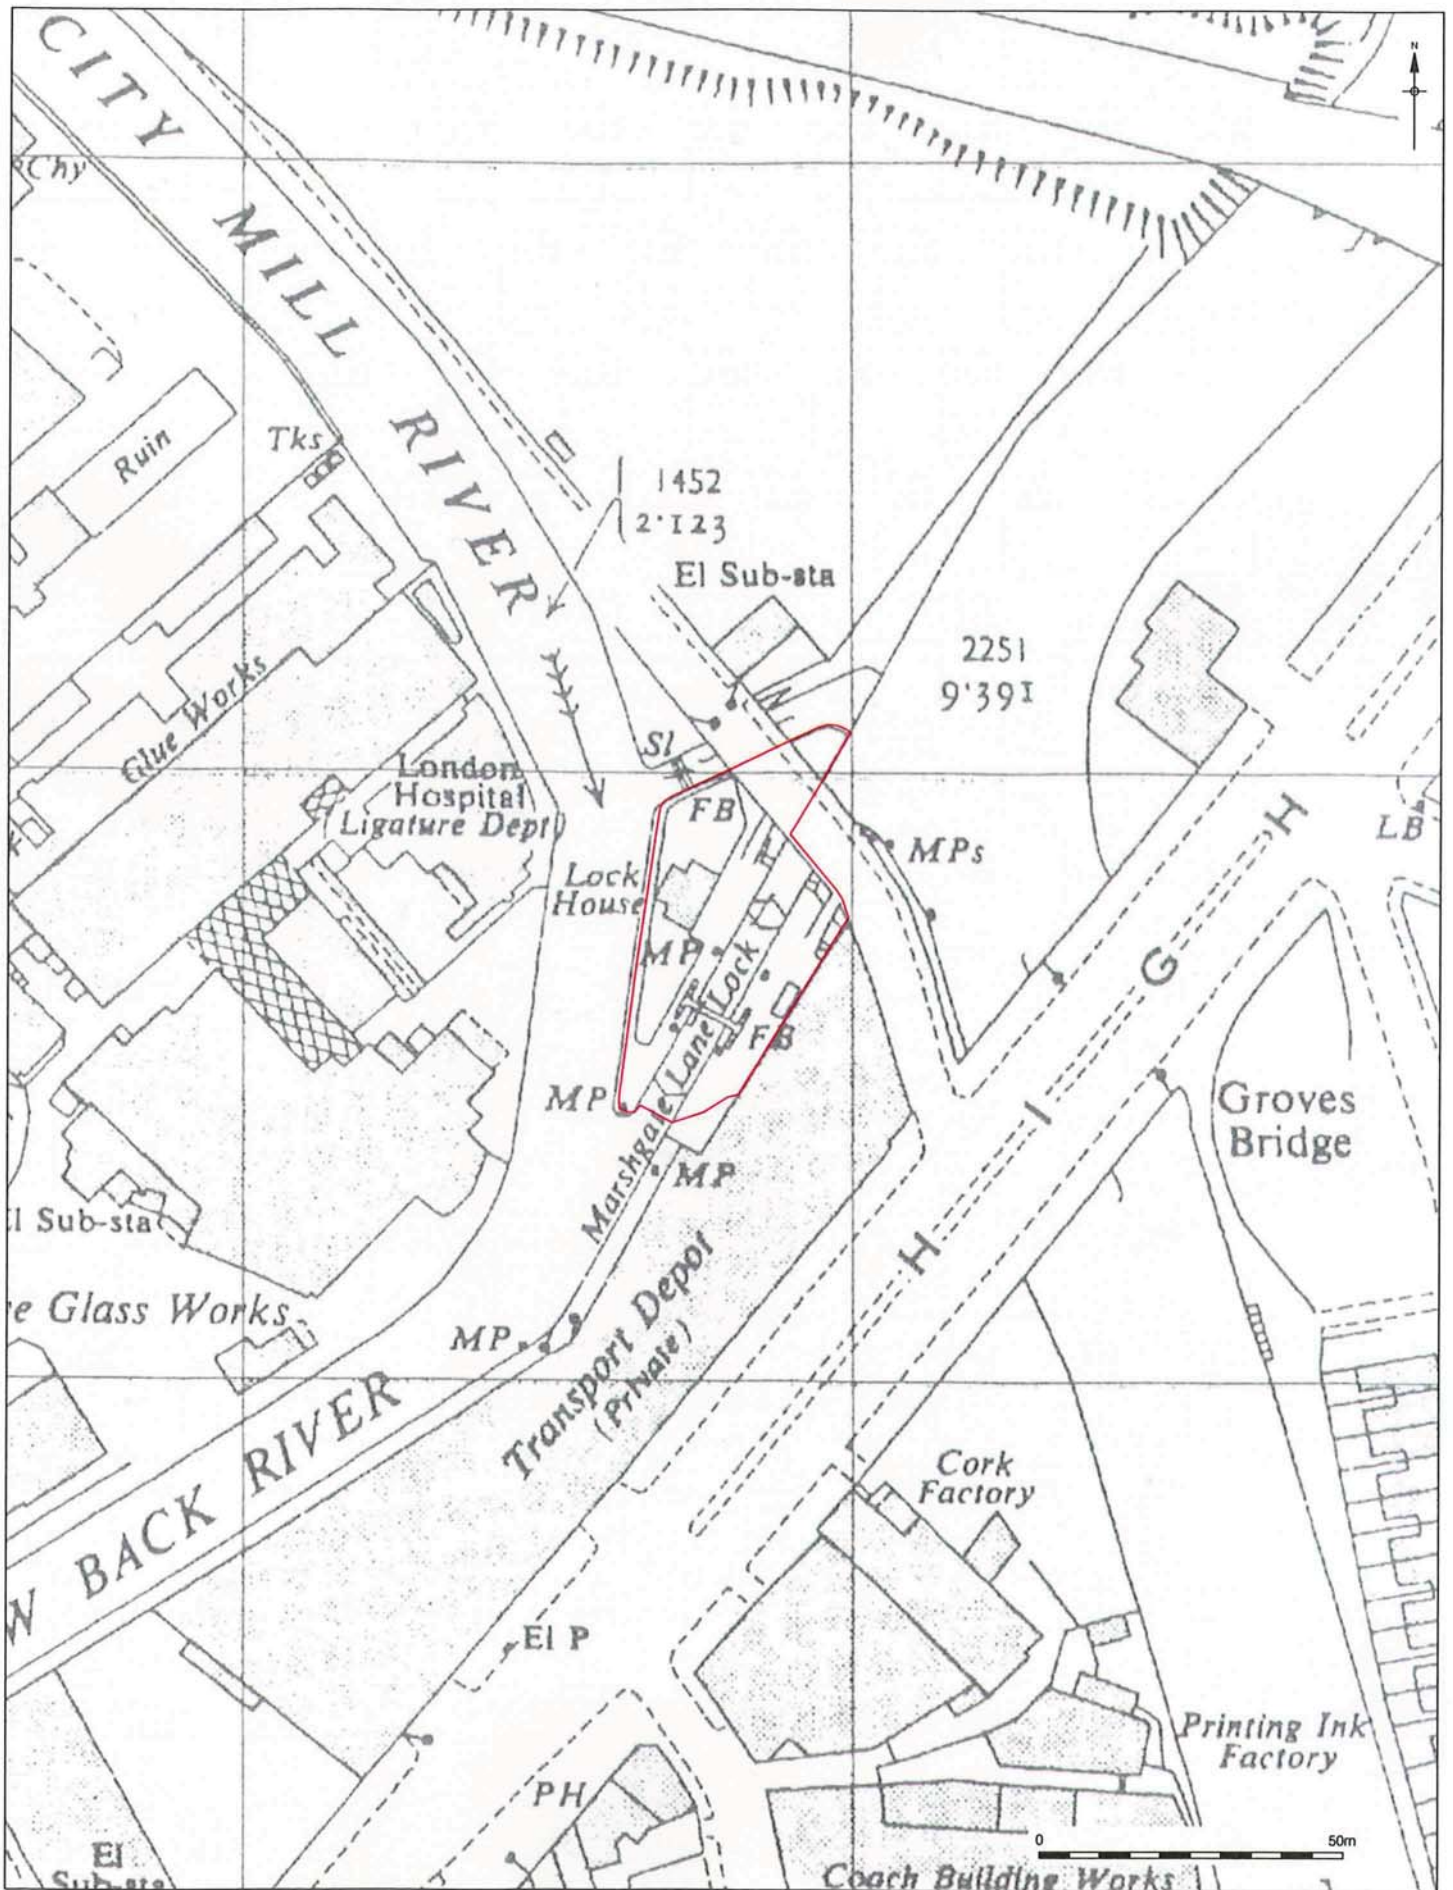 N
CITY MILL RIVER
Chy
Ruin
Tks
1452
2·123
El Sub-sta
2251
9·391
Glue Works
Sl
London
Hospital
Ligature Dept
FB
LB
MPs
Lock
House
MP
Marshgate Lane Lock
FB
MP
MP
Groves
Bridge
El Sub-sta
HIGH
e Glass Works
MP
Transport Depot
(Private)
W BACK RIVER
Cork
Factory
El P
Printing Ink
Factory
PH
0 50m
El
Sub-sta
Coach Building Works